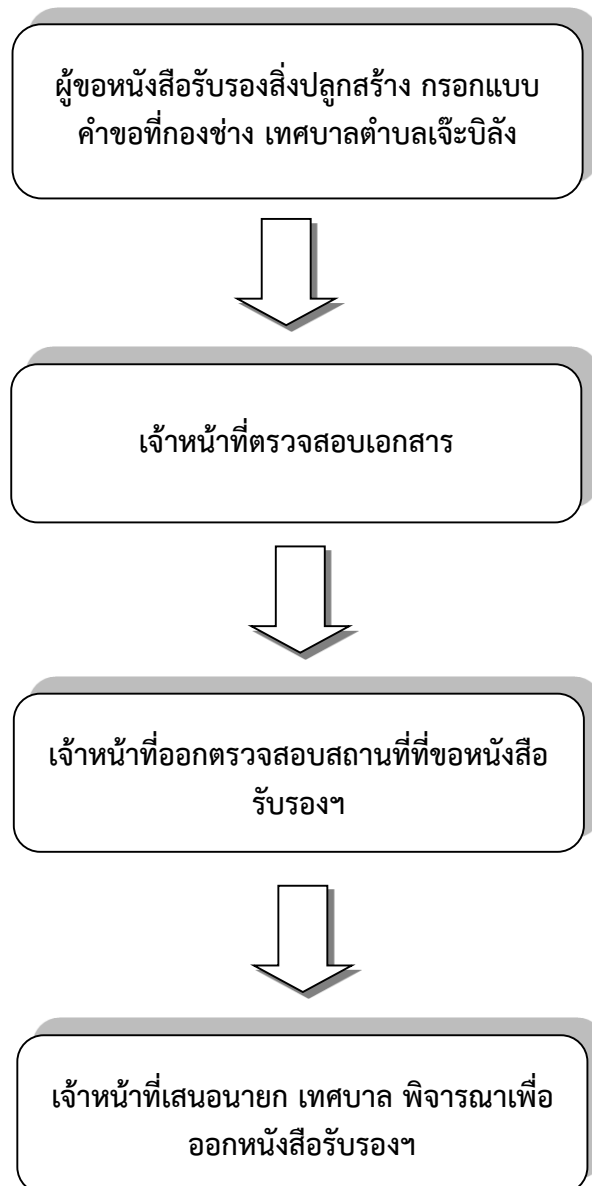 ผู้ขอหนังสือรับรองสิ่งปลูกสร้าง กรอกแบบ
คำขอที่กองช่าง เทศบาลตำบลเจ๊ะบิลัง
เจ้าหน้าที่ตรวจสอบเอกสาร
เจ้าหน้าที่ออกตรวจสอบสถานที่ที่ขอหนังสือ
รับรองฯ
เจ้าหน้าที่เสนอนายก เทศบาล พิจารณาเพื่อ
ออกหนังสือรับรองฯ